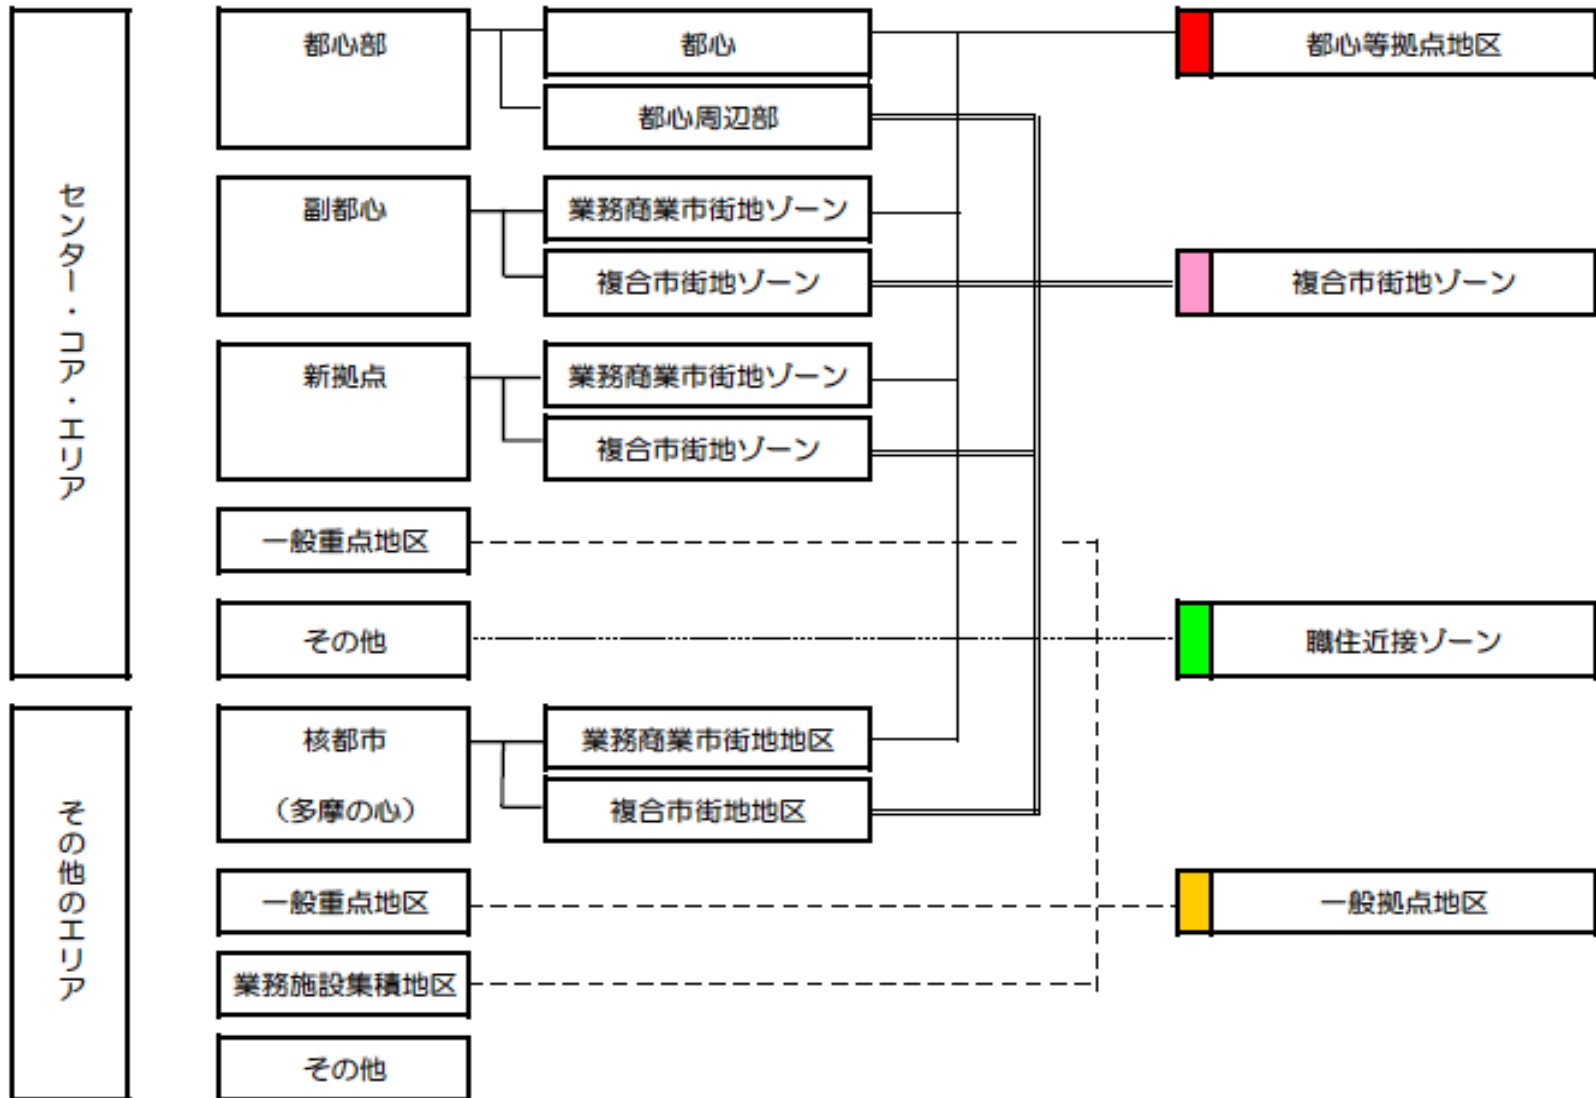 センター・コア・エリア
都心部
都心
都心等拠点地区
都心周辺部
副都心
業務商業市街地ゾーン
複合市街地ゾーン
複合市街地ゾーン
新拠点
業務商業市街地ゾーン
複合市街地ゾーン
一般重点地区
その他
職住近接ゾーン
その他のエリア
核都市
(多摩の心)
業務商業市街地地区
複合市街地地区
一般重点地区
一般拠点地区
業務施設集積地区
その他